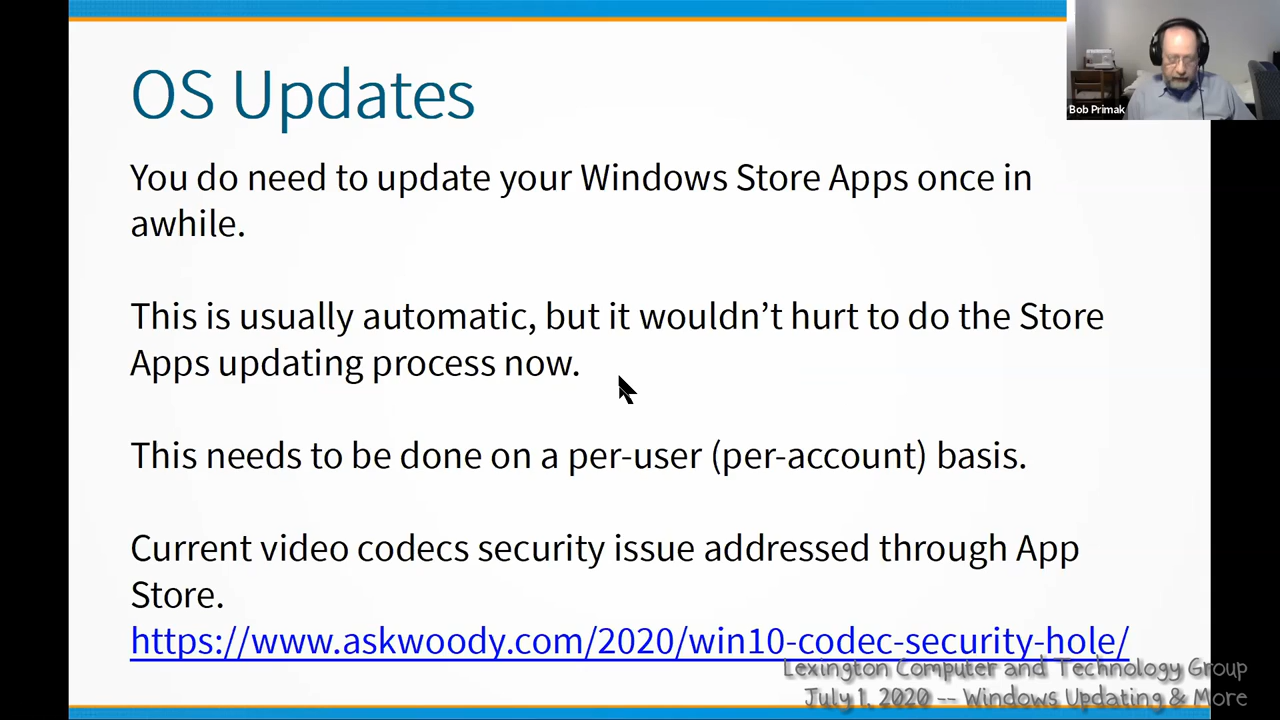 OS Updates
Bob Primak
You do need to update your Windows Store Apps once in
awhile.
This is usually automatic, but it wouldn’t hurt to do the Store
Apps updating process now.
This needs to be done on a per-user (per-account) basis.
Current video codecs security issue addressed through App
Store.
https://www.askwoody.com/2020/win10-codec-security-hole/
Lexington Computer and Technology Group
July 1, 2020 -- Windows Updating & More